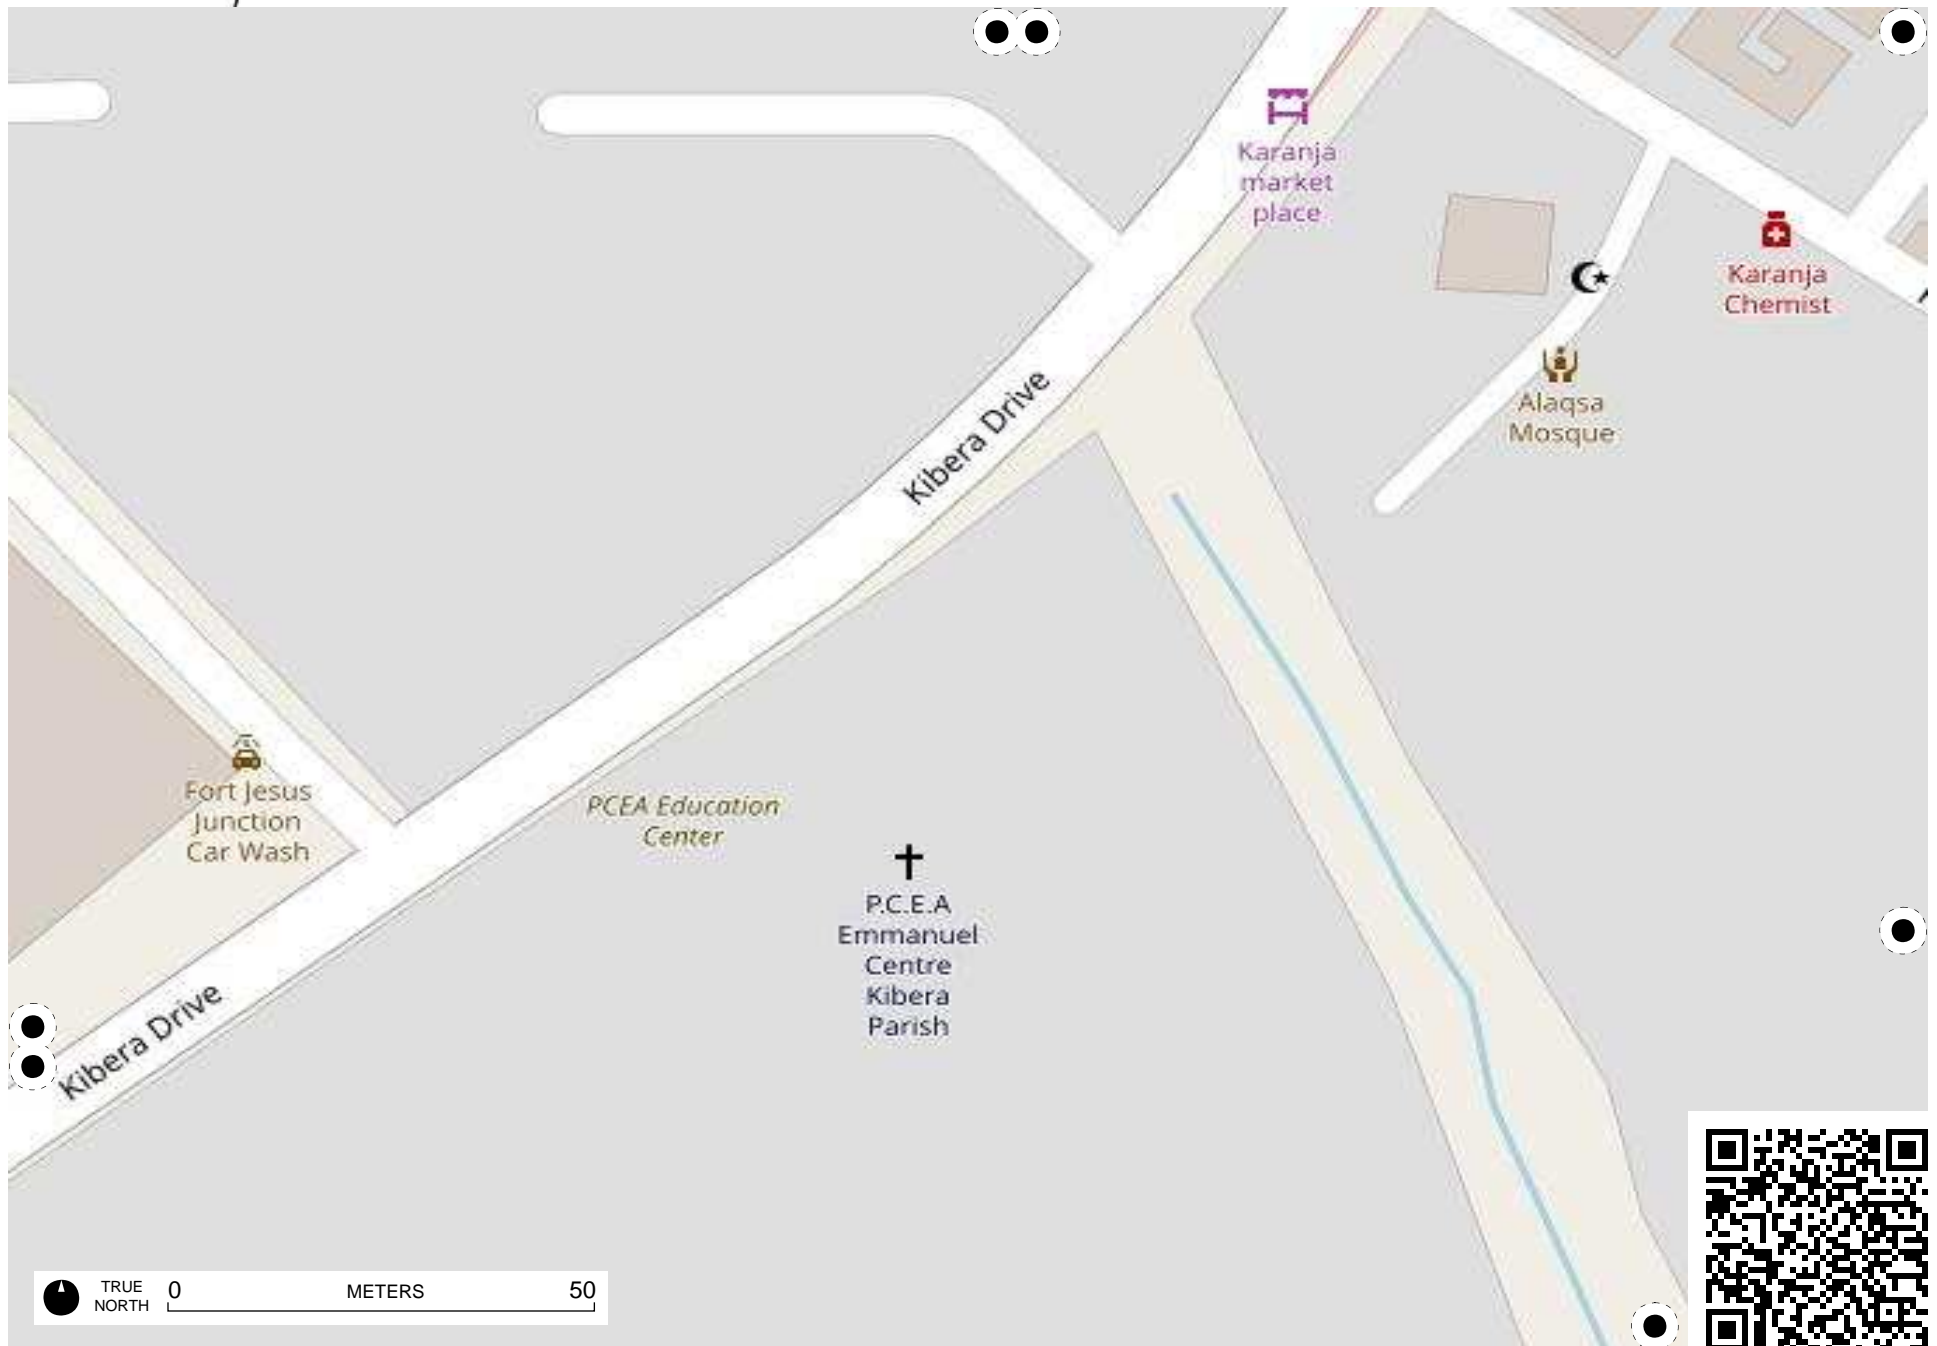 Karanja
market
place
Karanja
Chemist
Alaqsa
Mosque
Kibera Drive
Fort Jesus
Junction
Car Wash
PCEA Education
Center
P.C.E.A
Emmanuel
Centre
Kibera
Parish
Kibera Drive
TRUE
NORTH
0 METERS 50